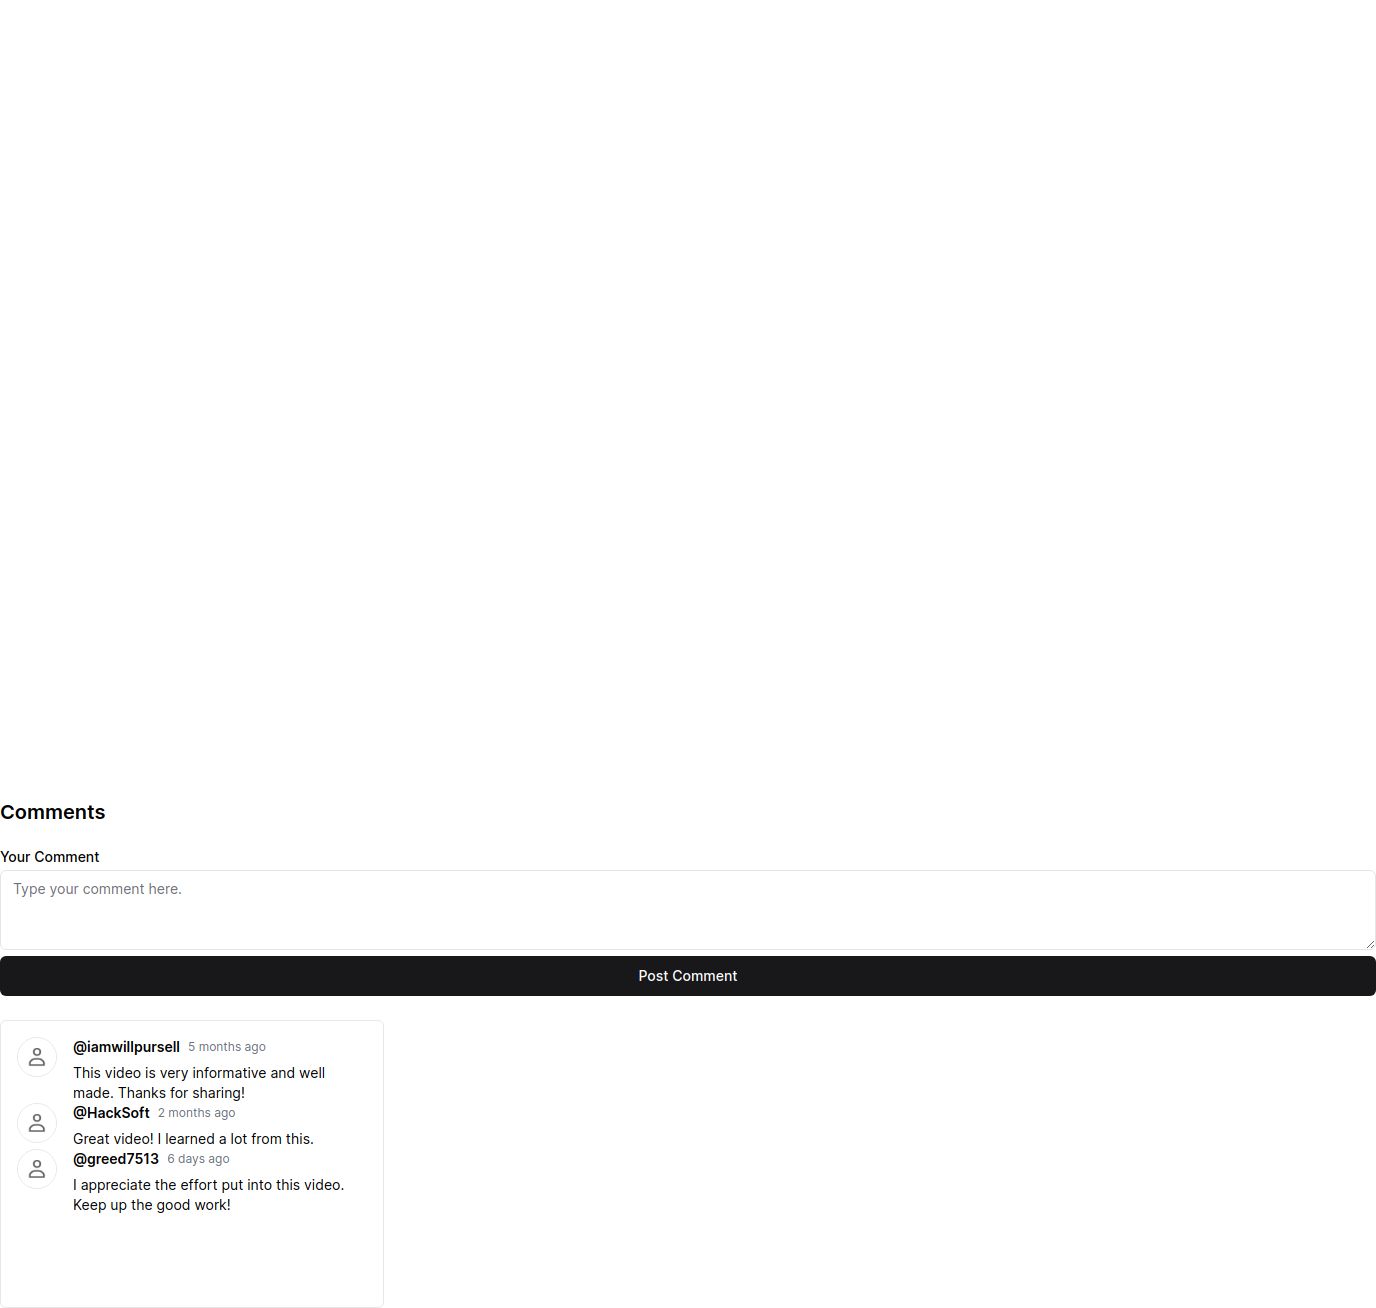 Comments
Your Comment
Type your comment here.
Post Comment
@iamwillpursell 5 months ago
This video is very informative and well
made. Thanks for sharing!
@HackSoft 2 months ago
Great video! I learned a lot from this.
@greed7513 6 days ago
I appreciate the effort put into this video.
Keep up the good work!